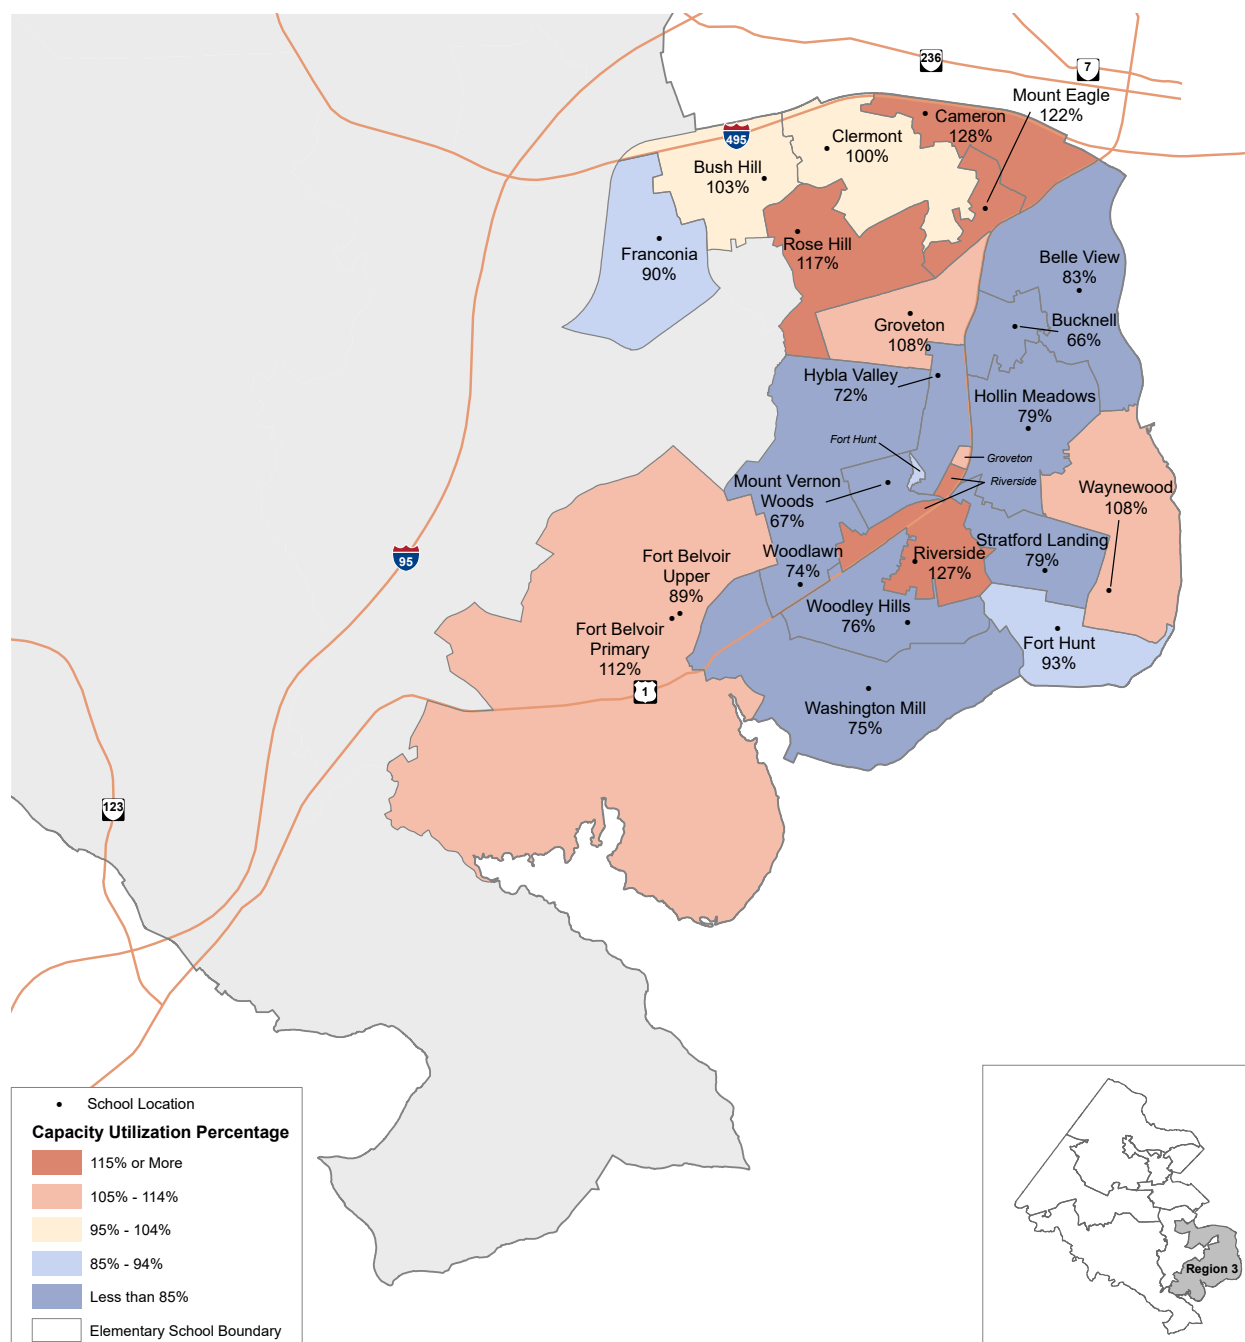 236
7
Mount Eagle
122%
Cameron
128%
495
Clermont
100%
Bush Hill
103%
Rose Hill
117%
Franconia
90%
Belle View
83%
Groveton
108%
Bucknell
66%
Hybla Valley
72%
Hollin Meadows
79%
Fort Hunt
Groveton
Riverside
Mount Vernon
Woods
67%
Waynewood
108%
95
Fort Belvoir
Upper
89%
Woodlawn
74%
Riverside
127%
Stratford Landing
79%
Woodley Hills
76%
Fort Belvoir
Primary
112%
Fort Hunt
93%
1
Washington Mill
75%
123
School Location
Capacity Utilization Percentage
115% or More
105% - 114%
95% - 104%
85% - 94%
Less than 85%
Elementary School Boundary
Region 3